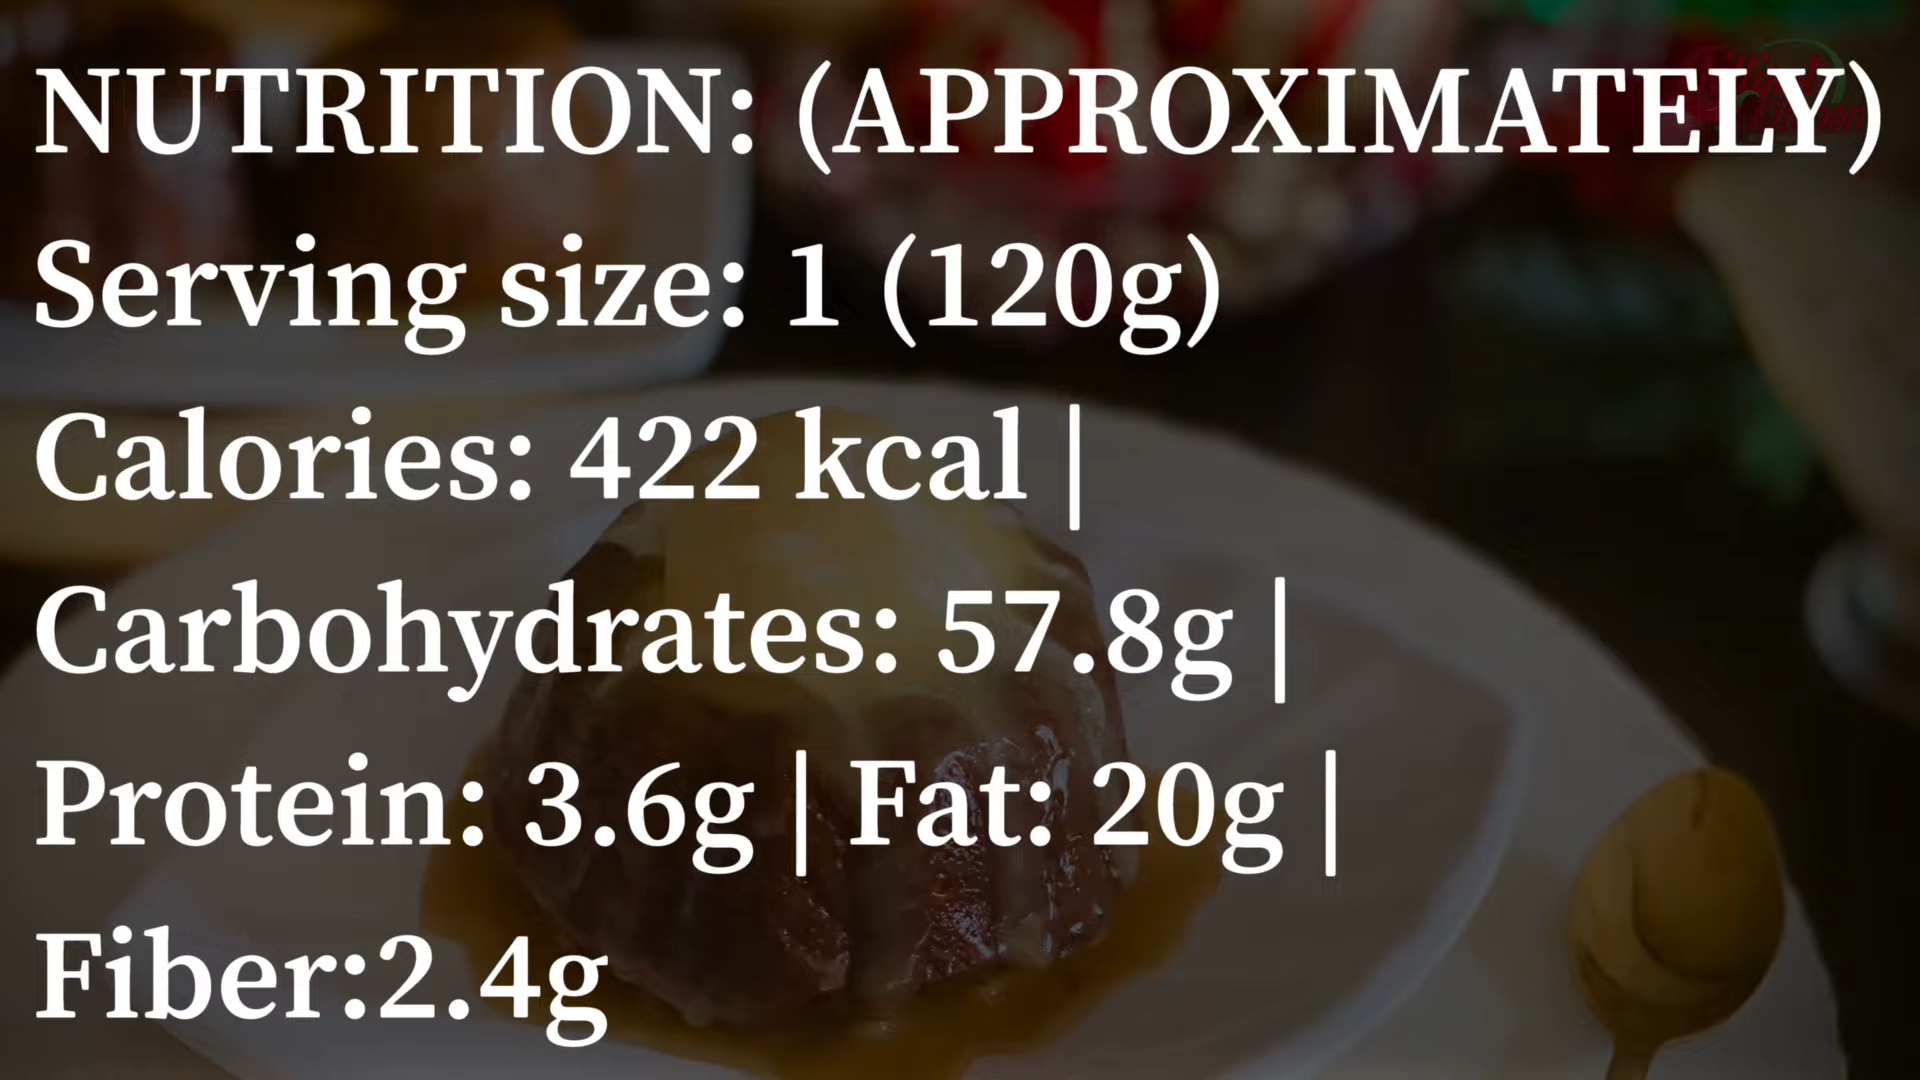 NUTRITION: (APPROXIMATELY)
Serving size: 1 (120g)
Calories: 422 kcal |
Carbohydrates: 57.8g |
Protein: 3.6g | Fat: 20g |
Fiber:2.4g